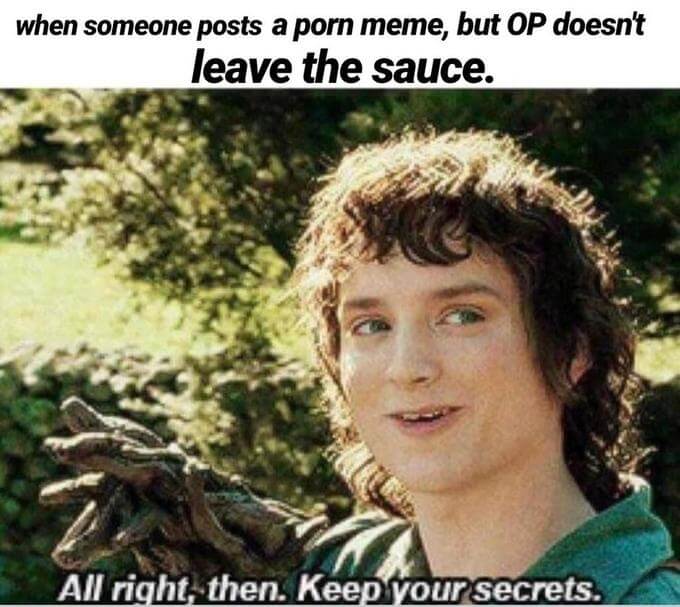 when someone posts a porn meme, but OP doesn't
leave the sauce.
All right, then. Keep your secrets.